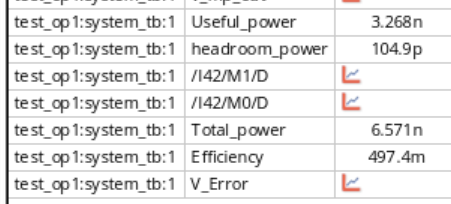 test_op1:system_tb:1 Useful_power 3.268n
test_op1:system_tb:1 headroom_power 104.9p
test_op1:system_tb:1 /I42/M1/D
test_op1:system_tb:1 /I42/M0/D
test_op1:system_tb:1 Total_power 6.571n
test_op1:system_tb:1 Efficiency 497.4m
test_op1:system_tb:1 V_Error